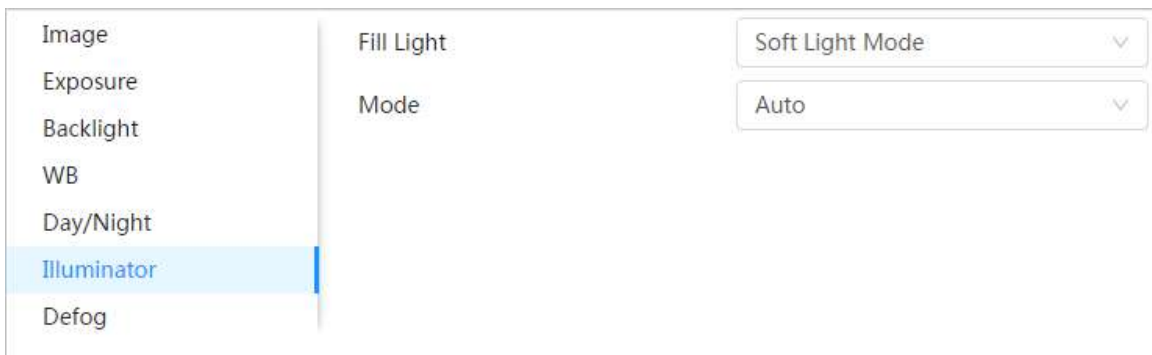 Image
Exposure
Backlight
WB
Day/Night
Illuminator
Defog
Fill Light
Soft Light Mode
Mode
Auto